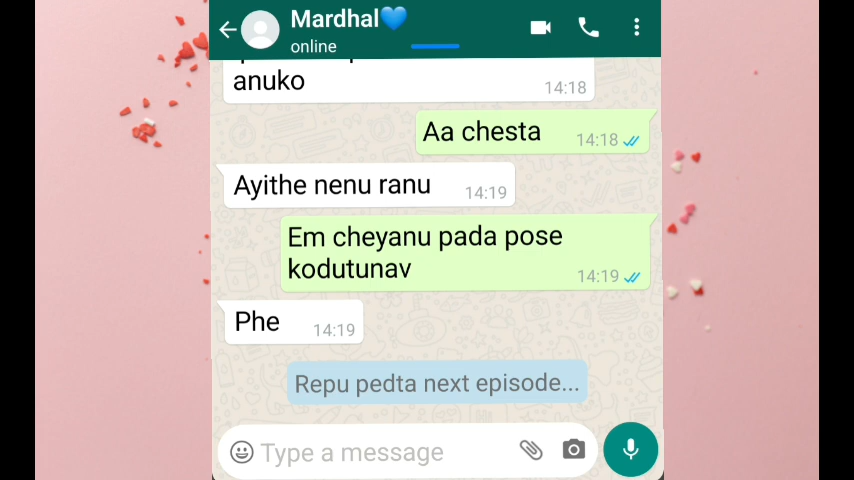 Mardhal💙
online
anuko
14:18
Aa chesta
14:18
Ayithe nenu ranu
14:19
Em cheyanu pada pose
kodutunav
14:19
Phe
14:19
Repu pedta next episode...
Type a message